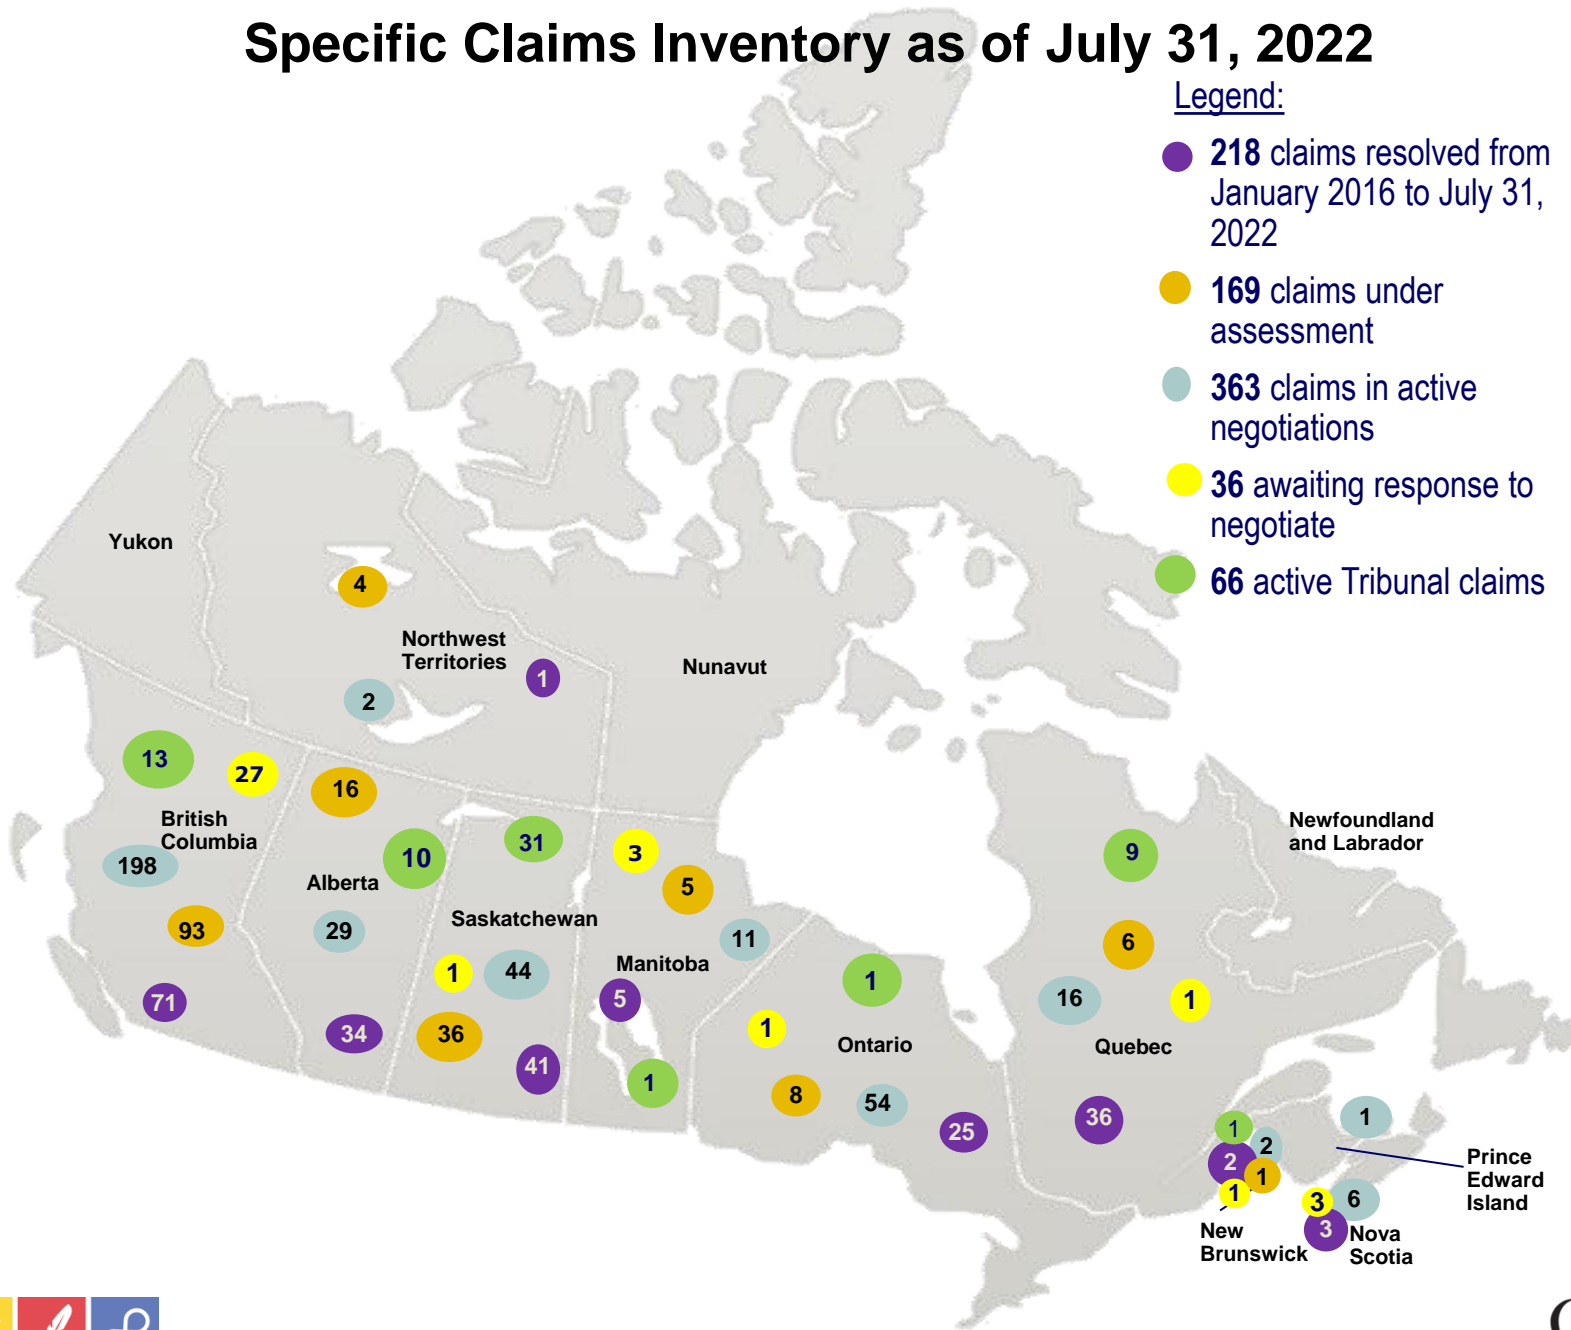 Specific Claims Inventory as of July 31, 2022
Legend:
218 claims resolved from
January 2016 to July 31,
2022
169 claims under
assessment
363 claims in active
negotiations
36 awaiting response to
negotiate
66 active Tribunal claims
Yukon
4
Northwest
Territories
1
2
Nunavut
13
27
British
Columbia
198
93
71
16
10
Alberta
29
34
31
Saskatchewan
1
44
36
41
3
5
11
Manitoba
5
1
1
1
Ontario
8
54
25
9
6
16
1
Quebec
36
Newfoundland
and Labrador
1
2
2
1
1
New
Brunswick
1
Prince
Edward
Island
3
6
3
Nova
Scotia